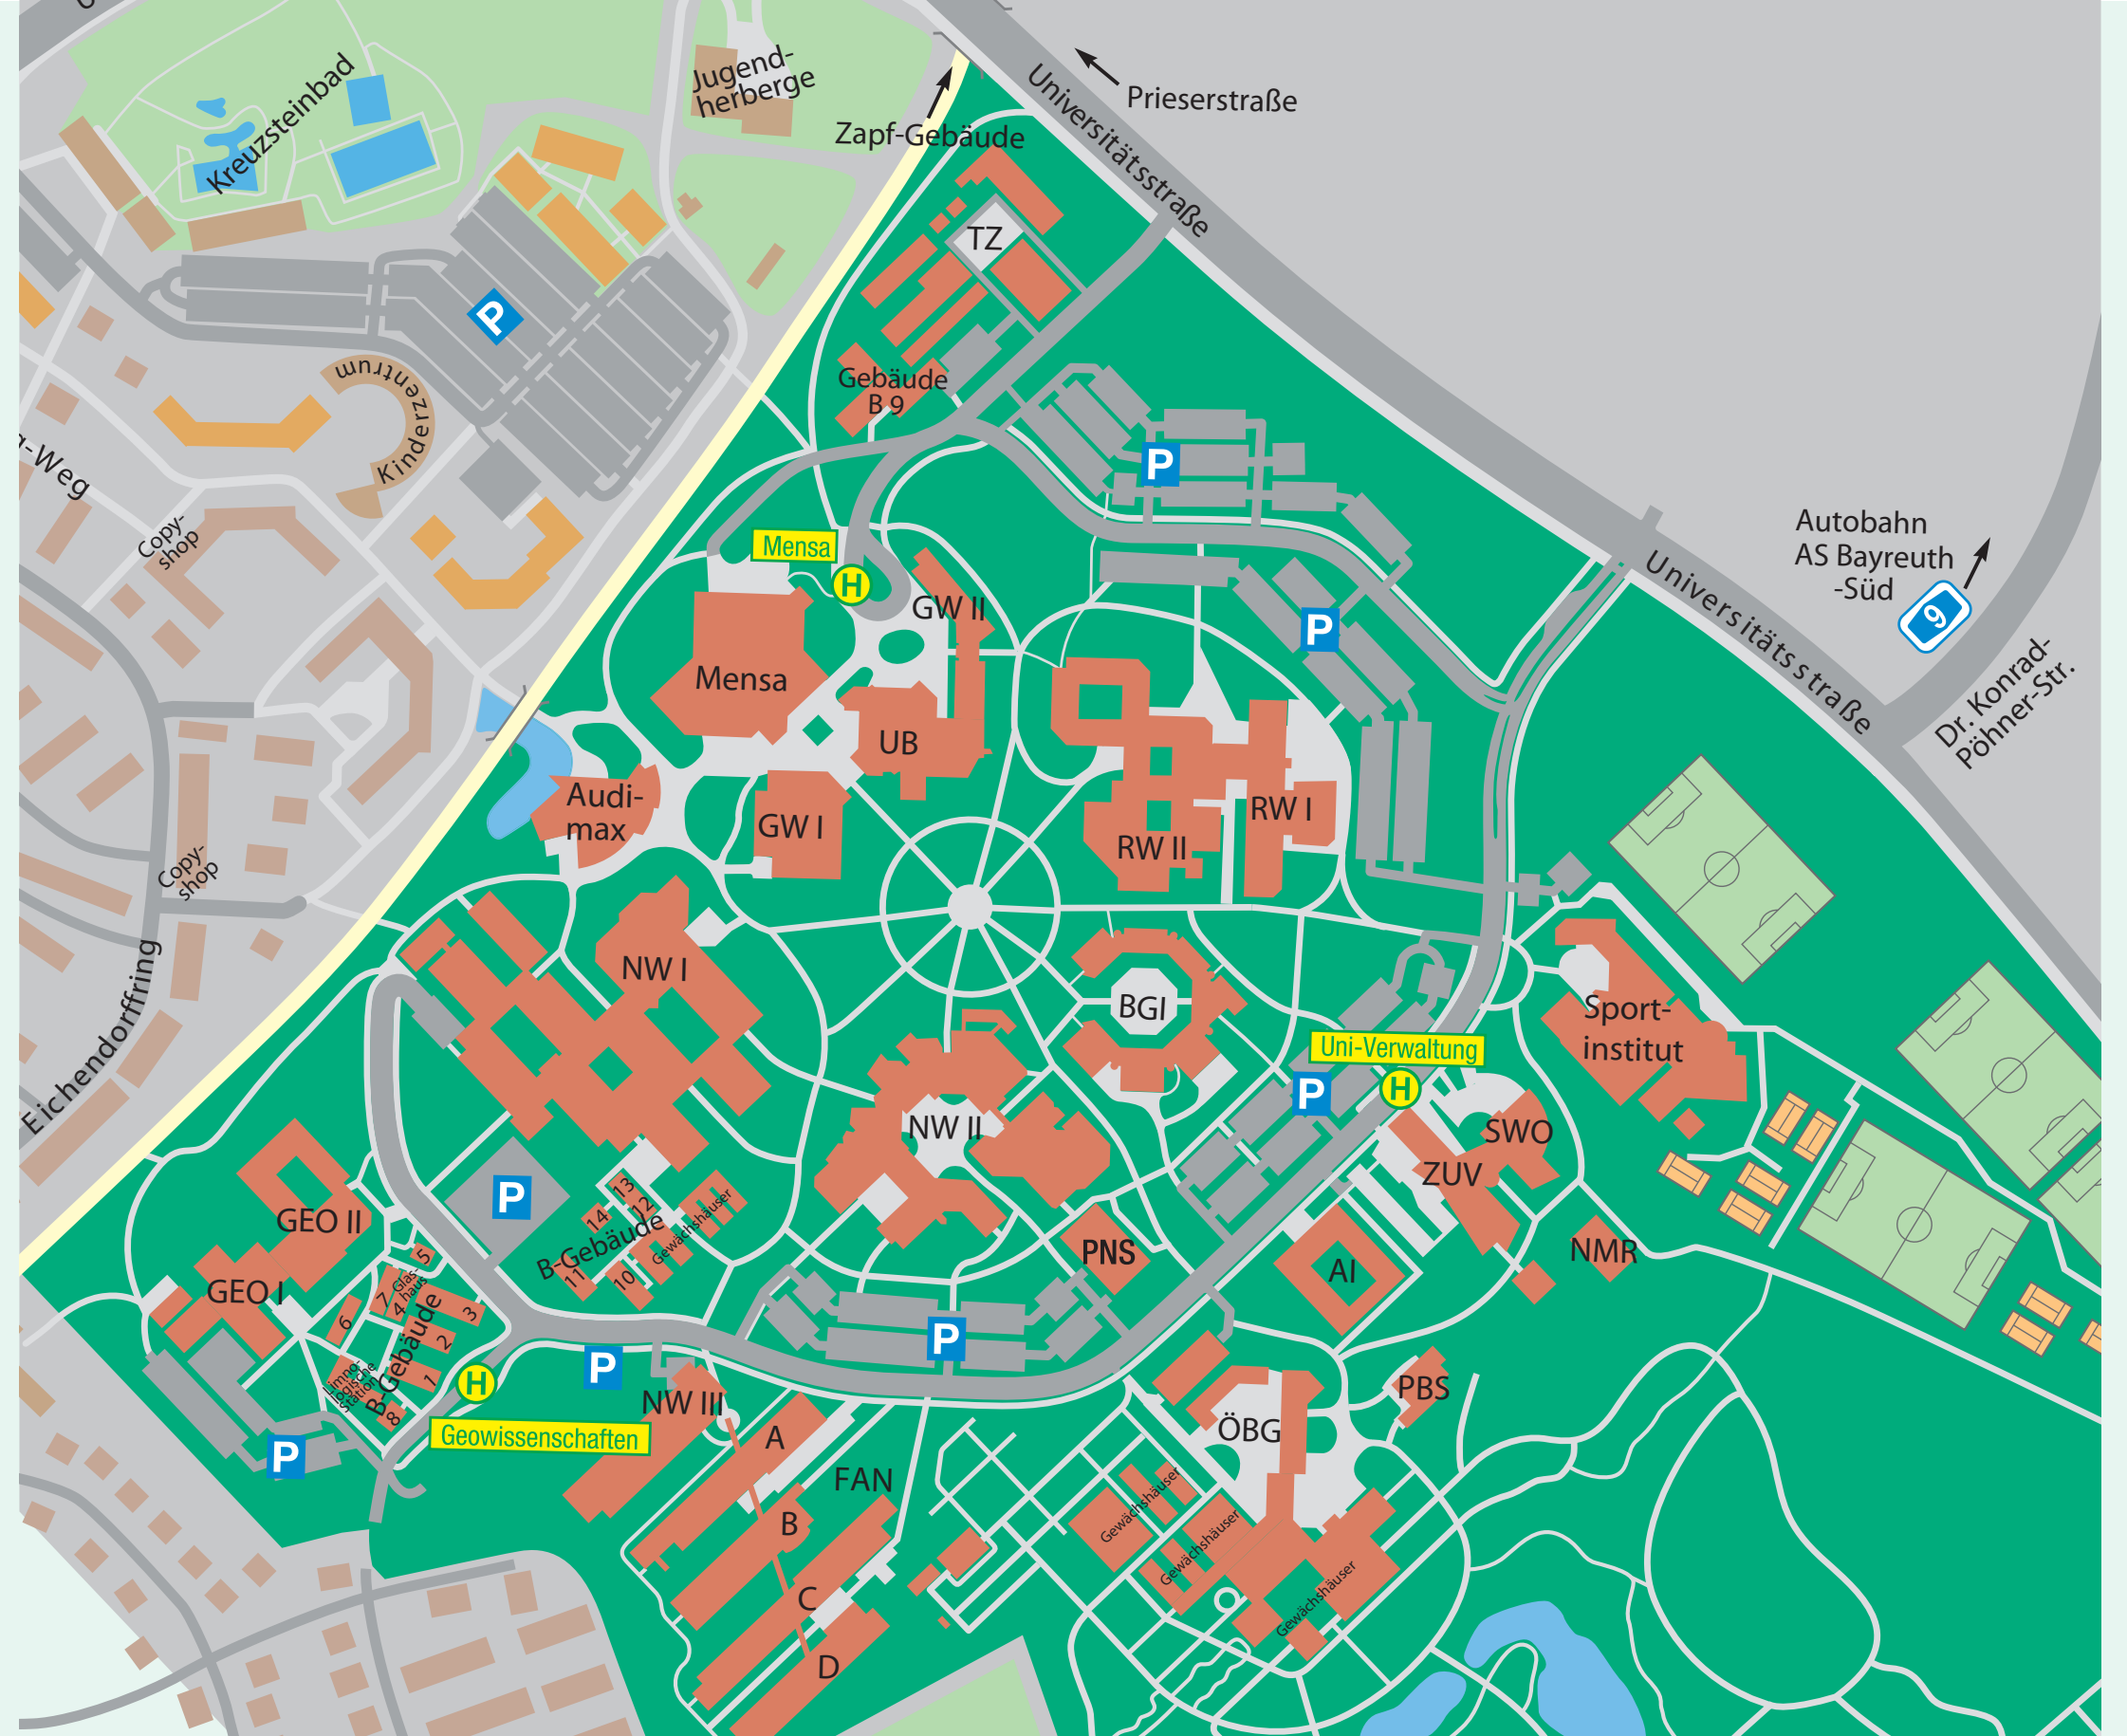 Kreuzsteinbad
Jugend-
herberge
Zapf-Gebäude
Prieserstraße
Universitätsstraße
TZ
P
Kinderzentrum
Gebäude
B 9
g-Weg
Copy-
shop
P
Mensa
H
GW II
P
Universitätsstraße
Autobahn
AS Bayreuth
-Süd
9
Dr. Konrad-
Pöhner-Str.
Mensa
UB
Audi-
max
GW I
RW I
RW II
Copy-
shop
Eichendorffring
NW I
BGI
Sport-
institut
Uni-Verwaltung
P
H
NW II
SWO
ZUV
P
13
12
14
B-Gebäude
Gewächshäuser
11
10
GEO II
GEO I
PNS
AI
NMR
5
Glas-
haus
7
4
3
6
2
1
8
B-Gebäude
Limno-
logische
Station
H
P
P
NW III
PBS
Geowissenschaften
P
A
ÖBG
FAN
B
C
D
Gewächshäuser
Gewächshäuser
Gewächshäuser